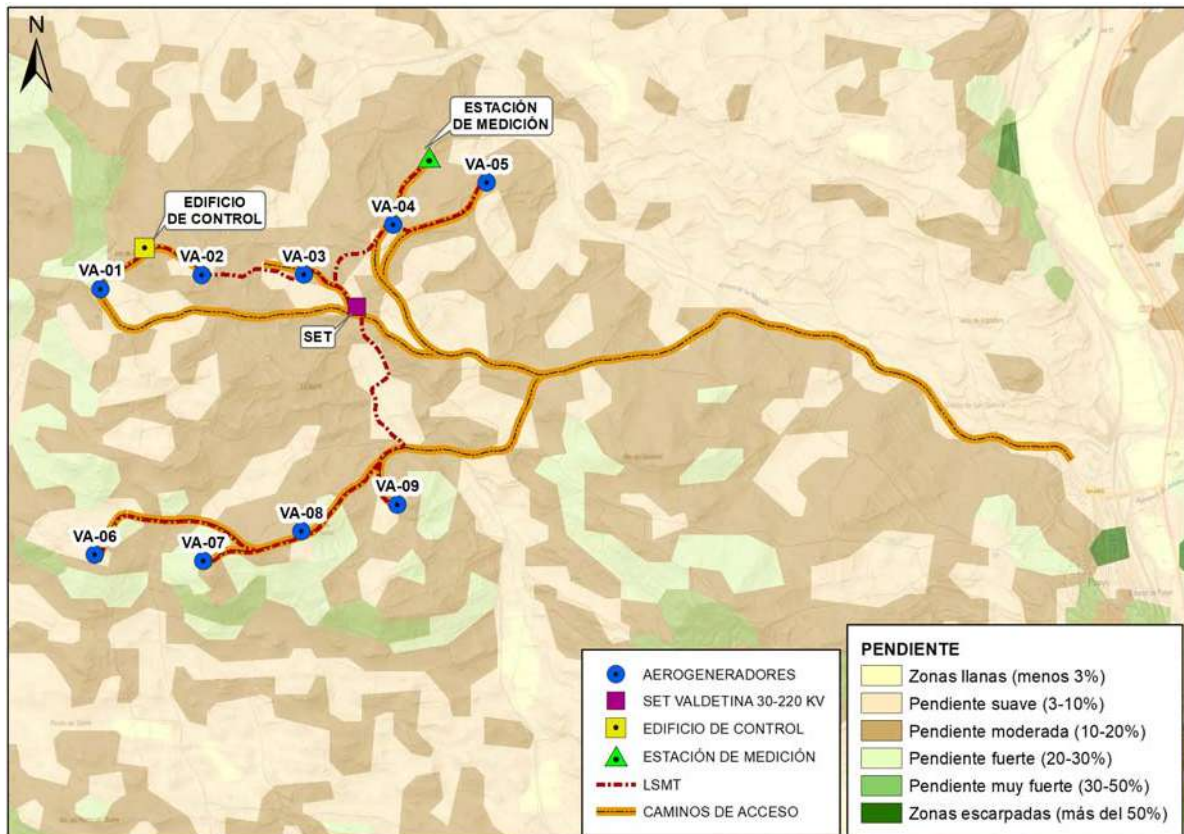 N
ESTACIÓN
DE MEDICIÓN
VA-05
VA-04
EDIFICIO
DE CONTROL
VA-02
VA-03
VA-01
SET
VA-09
VA-08
VA-06
VA-07
AEROGENERADORES
SET VALDETINA 30-220 KV
EDIFICIO DE CONTROL
ESTACIÓN DE MEDICIÓN
LSMT
CAMINOS DE ACCESO
PENDIENTE
Zonas llanas (menos 3%)
Pendiente suave (3-10%)
Pendiente moderada (10-20%)
Pendiente fuerte (20-30%)
Pendiente muy fuerte (30-50%)
Zonas escarpadas (más del 50%)